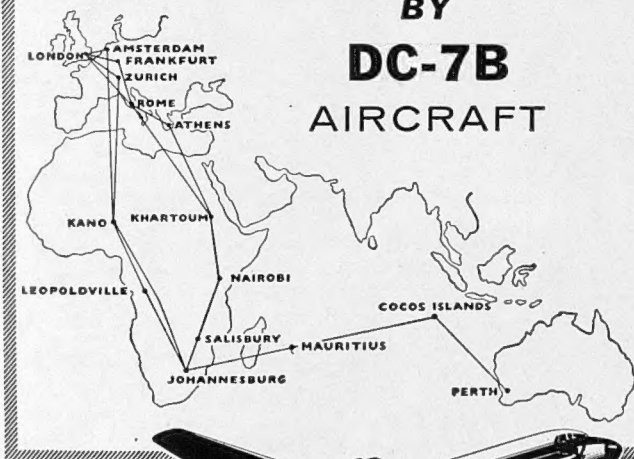 BY
DC-7B
AIRCRAFT
AMSTERDAM
LONDON
FRANKFURT
ZURICH
ROME
ATHENS
KANO
KHARTOUM
NAIROBI
LEOPOLDVILLE
COCOS ISLANDS
SALISBURY
MAURITIUS
JOHANNESBURG
PERTH